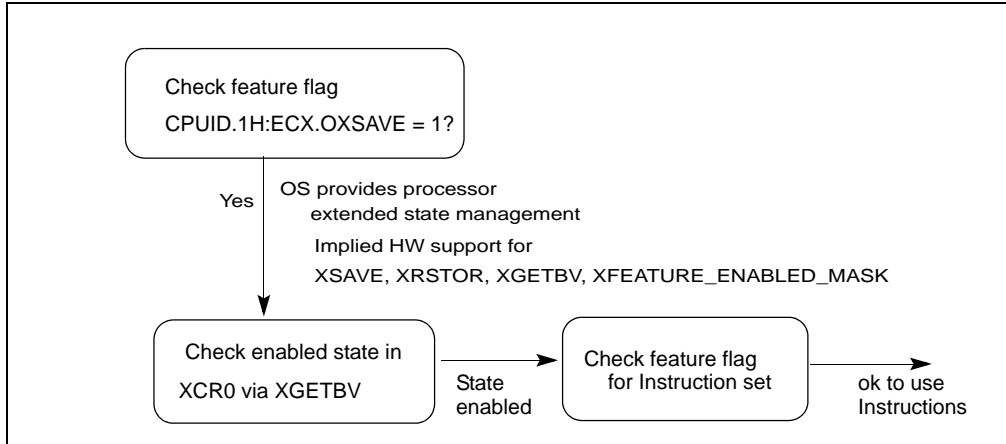 Check feature flag
CPUID.1H:ECX.OXSAVE = 1?
Yes
OS provides processor
extended state management
Implied HW support for
XSAVE, XRSTOR, XGETBV, XFEATURE_ENABLED_MASK
Check enabled state in
XCR0 via XGETBV
State
enabled
Check feature flag
for Instruction set
ok to use
Instructions